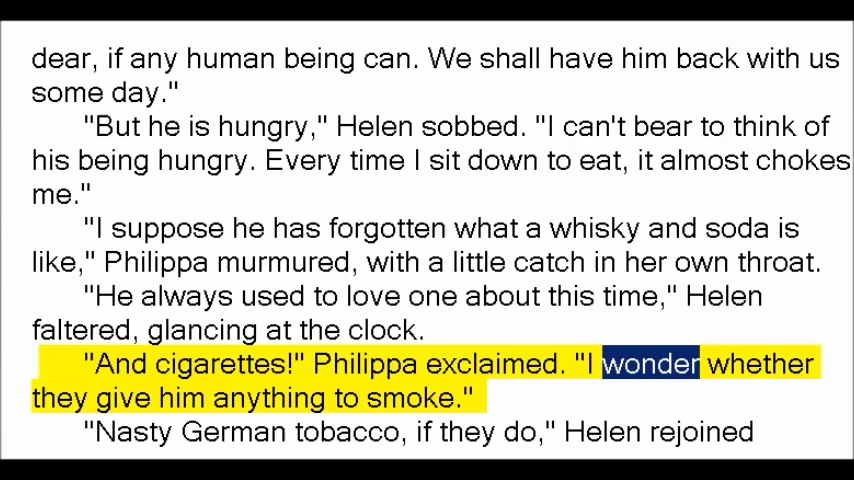 dear, if any human being can. We shall have him back with us
some day."
"But he is hungry," Helen sobbed. "I can't bear to think of
his being hungry. Every time I sit down to eat, it almost chokes
me."
"I suppose he has forgotten what a whisky and soda is
like," Philippa murmured, with a little catch in her own throat.
"He always used to love one about this time," Helen
faltered, glancing at the clock.
"And cigarettes!" Philippa exclaimed. "I wonder whether
they give him anything to smoke."
"Nasty German tobacco, if they do," Helen rejoined